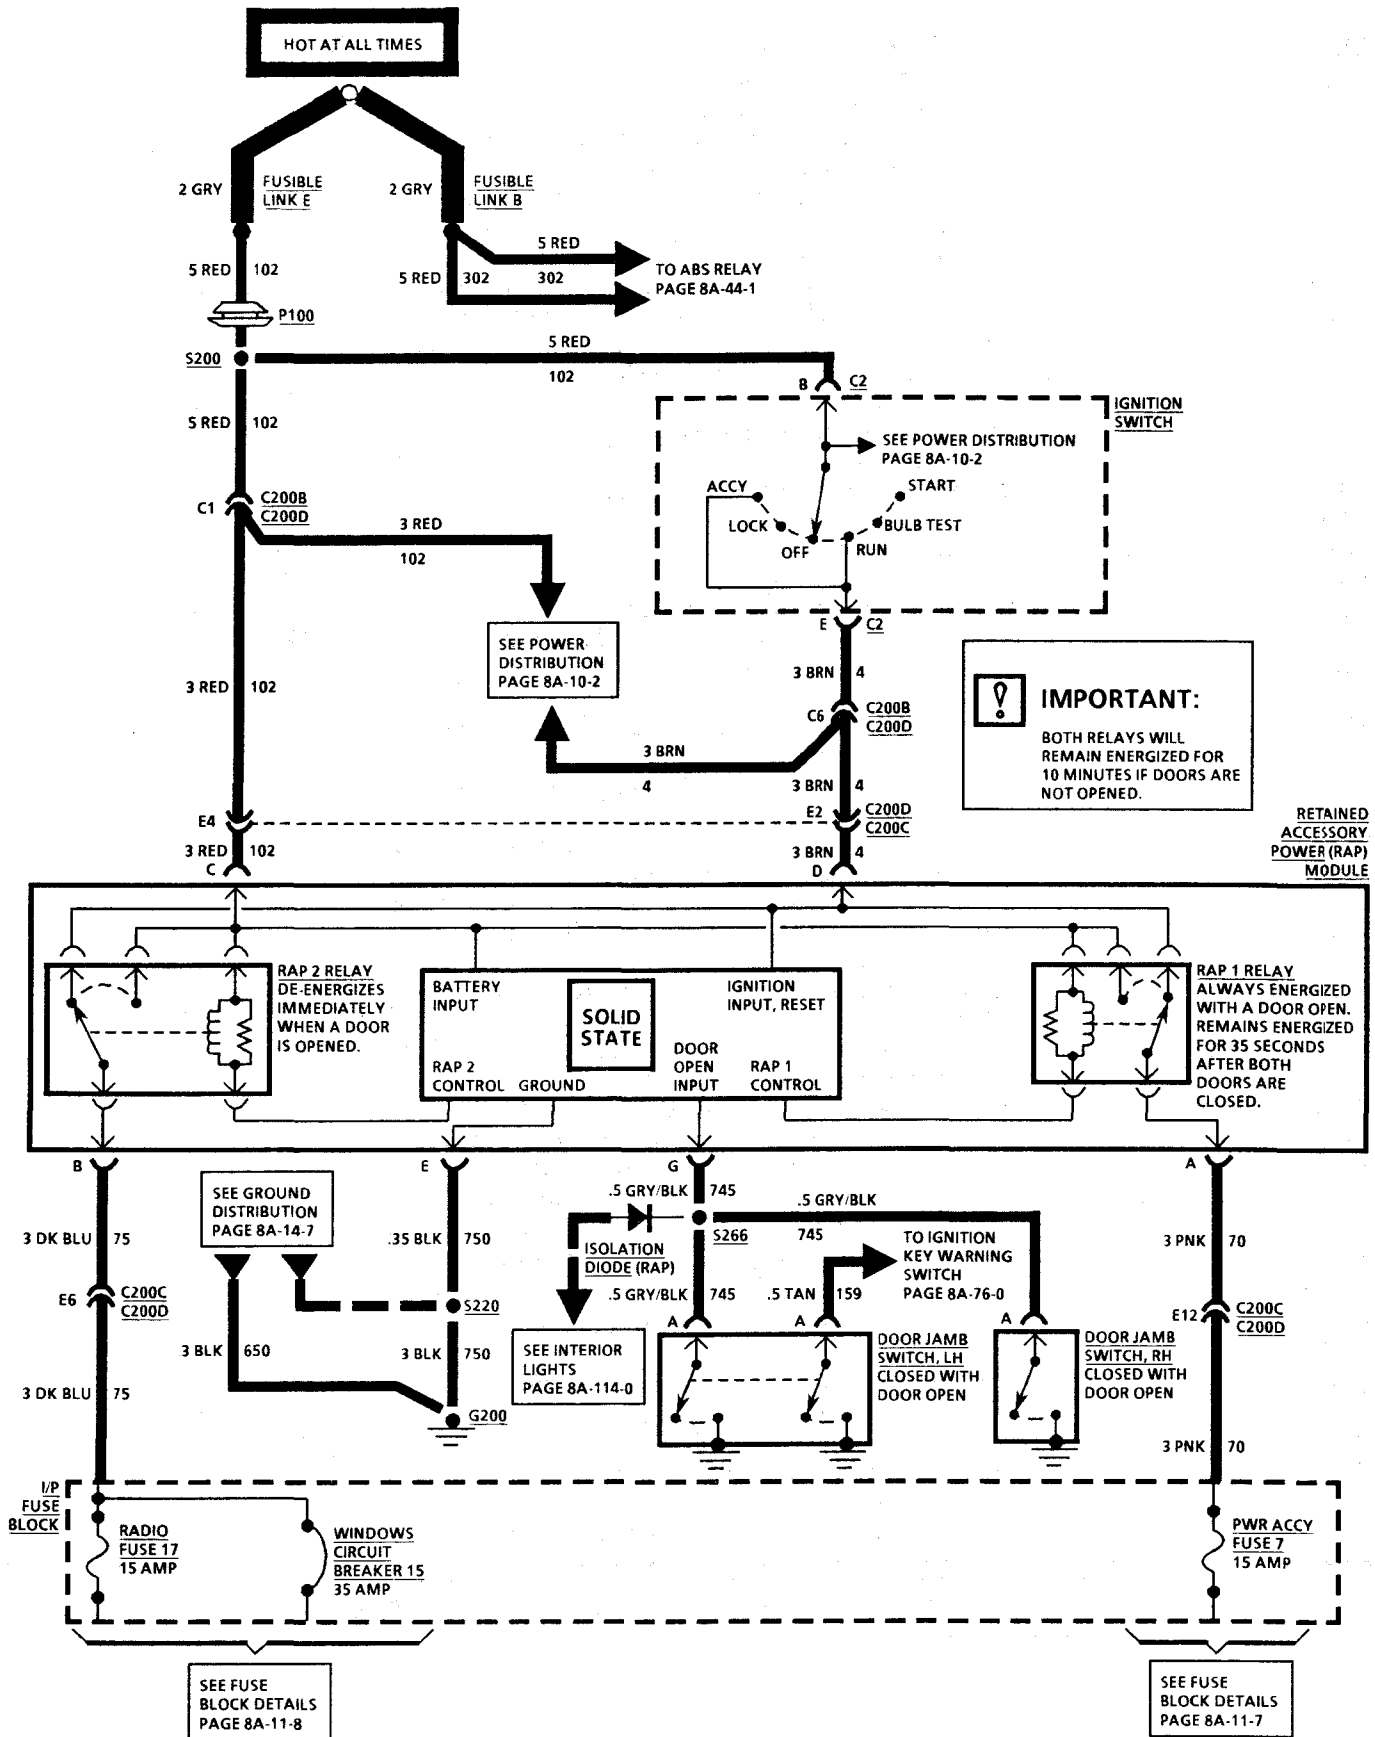 HOT AT ALL TIMES
2 GRY
FUSIBLE
LINK E
2 GRY
FUSIBLE
LINK B
5 RED
302
5 RED
102
5 RED
302
TO ABS RELAY
PAGE 8A-44-1
P100
S200
5 RED
102
B
C2
IGNITION
SWITCH
5 RED
102
SEE POWER DISTRIBUTION
PAGE 8A-10-2
ACCY
START
LOCK
BULB TEST
OFF
RUN
C1
C200B
C200D
3 RED
102
E
C2
SEE POWER
DISTRIBUTION
PAGE 8A-10-2
3 RED
102
3 BRN
4
C6
C200B
C200D
3 BRN
4
3 BRN
4
!
IMPORTANT:
BOTH RELAYS WILL
REMAIN ENERGIZED FOR
10 MINUTES IF DOORS ARE
NOT OPENED.
E4
E2
C200D
C200C
3 RED
102
C
3 BRN
4
D
RETAINED
ACCESSORY
POWER (RAP)
MODULE
RAP 2 RELAY
DE-ENERGIZES
IMMEDIATELY
WHEN A DOOR
IS OPENED.
BATTERY
INPUT
SOLID
STATE
IGNITION
INPUT, RESET
RAP 2
CONTROL
GROUND
DOOR
OPEN
INPUT
RAP 1
CONTROL
RAP 1 RELAY
ALWAYS ENERGIZED
WITH A DOOR OPEN.
REMAINS ENERGIZED
FOR 35 SECONDS
AFTER BOTH
DOORS ARE
CLOSED.
B
E
G
A
SEE GROUND
DISTRIBUTION
PAGE 8A-14-7
.5 GRY/BLK
745
.5 GRY/BLK
745
S266
3 DK BLU
75
.35 BLK
750
ISOLATION
DIODE (RAP)
TO IGNITION
KEY WARNING
SWITCH
PAGE 8A-76-0
3 PNK
70
E6
C200C
C200D
S220
.5 GRY/BLK
745
.5 TAN
159
E12
C200C
C200D
A
A
A
3 BLK
650
3 BLK
750
SEE INTERIOR
LIGHTS
PAGE 8A-114-0
DOOR JAMB
SWITCH, LH
CLOSED WITH
DOOR OPEN
DOOR JAMB
SWITCH, RH
CLOSED WITH
DOOR OPEN
3 DK BLU
75
G200
3 PNK
70
I/P
FUSE
BLOCK
RADIO
FUSE 17
15 AMP
WINDOWS
CIRCUIT
BREAKER 15
35 AMP
PWR ACCY
FUSE 7
15 AMP
SEE FUSE
BLOCK DETAILS
PAGE 8A-11-8
SEE FUSE
BLOCK DETAILS
PAGE 8A-11-7